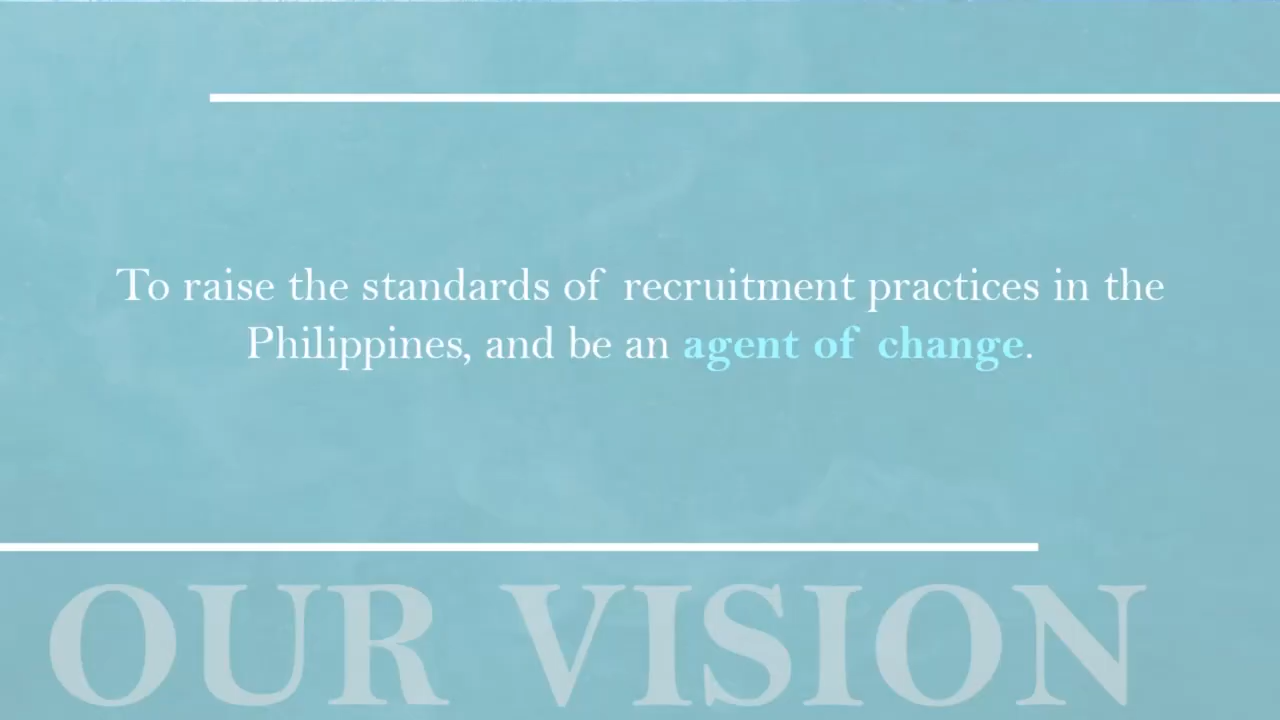 To raise the standards of recruitment practices in the
Philippines, and be an agent of change.
OUR VISION